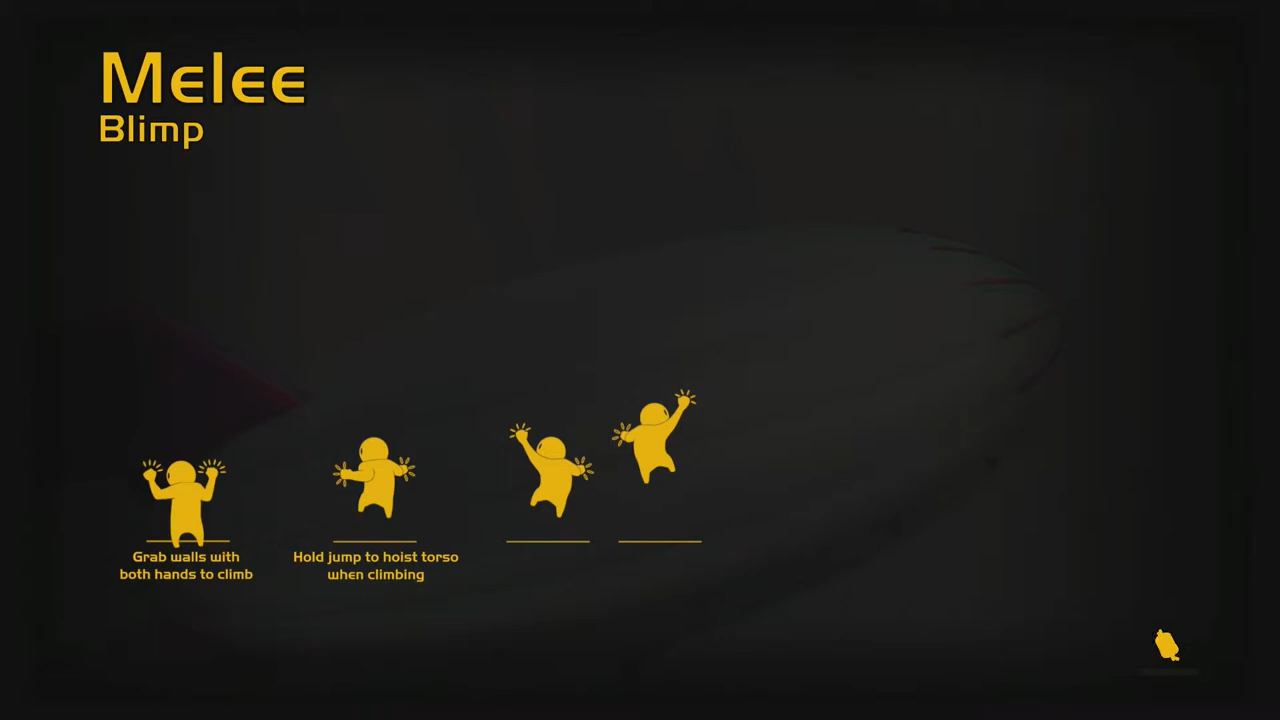 Melee
Blimp
Grab walls with
both hands to climb
Hold jump to hoist torso
when climbing